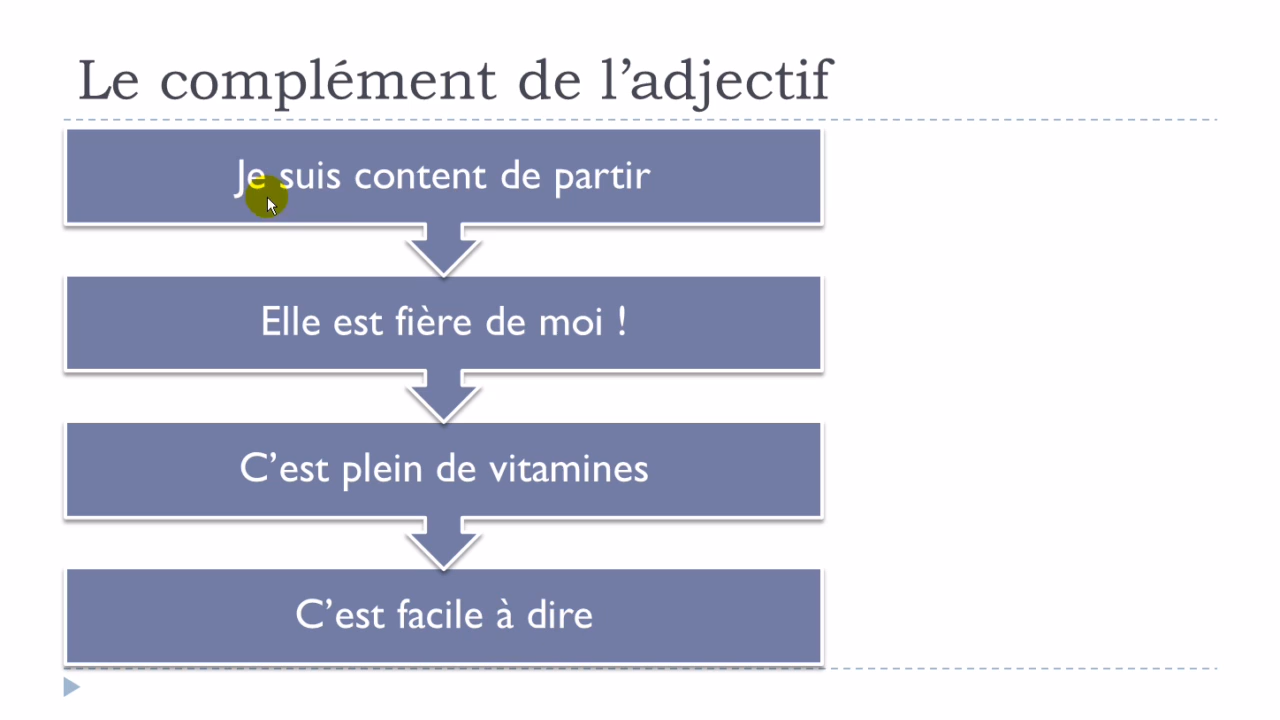 Le complément de l’adjectif
Je suis content de partir
Elle est fière de moi !
C’est plein de vitamines
C’est facile à dire